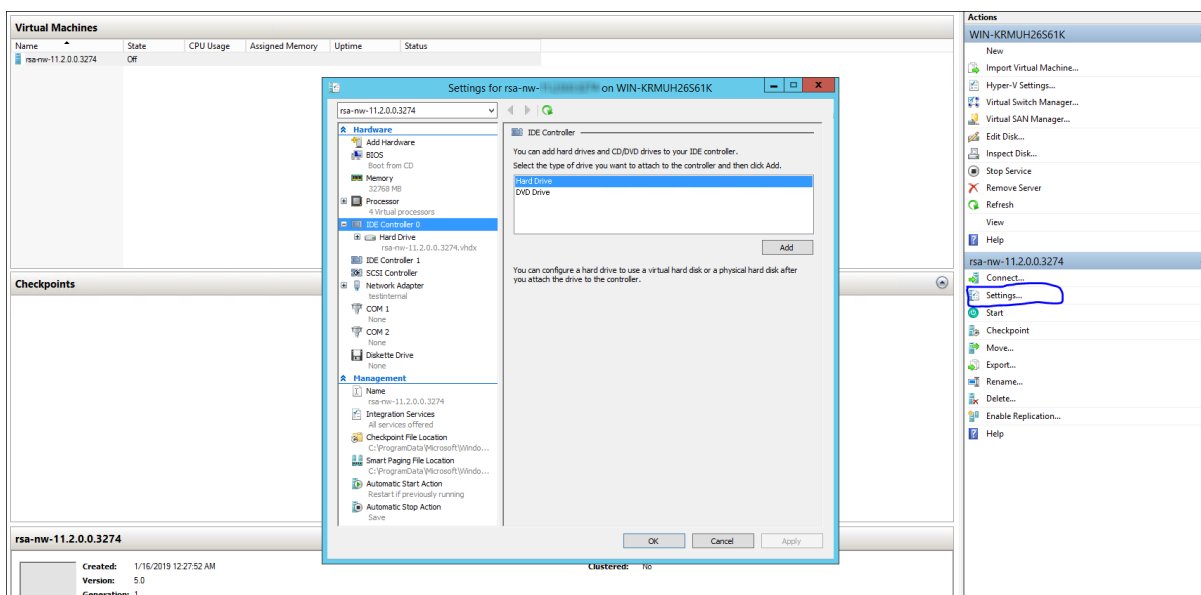 Virtual Machines
Name State CPU Usage Assigned Memory Uptime Status
rsa-nw-11.2.0.0.3274 Off
Checkpoints
rsa-nw-11.2.0.0.3274
Created: 1/16/2019 12:27:52 AM Clustered: No
Version: 5.0
Generation: 1
Settings for rsa-nw- on WIN-KRMUH26S61K
rsa-nw-11.2.0.0.3274
Hardware
Add Hardware
BIOS
Boot from CD
Memory
32768 MB
Processor
4 Virtual processors
IDE Controller 0
Hard Drive
rsa-nw-11.2.0.0.3274.vhdx
IDE Controller 1
SCSI Controller
Network Adapter
testinternal
COM 1
None
COM 2
None
Diskette Drive
None
Management
Name
rsa-nw-11.2.0.0.3274
Integration Services
All services offered
Checkpoint File Location
C:\ProgramData\Microsoft\Windo...
Smart Paging File Location
C:\ProgramData\Microsoft\Windo...
Automatic Start Action
Restart if previously running
Automatic Stop Action
Save
IDE Controller
You can add hard drives and CD/DVD drives to your IDE controller.
Select the type of drive you want to attach to the controller and then click Add.
Hard Drive
DVD Drive
Add
You can configure a hard drive to use a virtual hard disk or a physical hard disk after
you attach the drive to the controller.
OK Cancel Apply
Actions
WIN-KRMUH26S61K
New
Import Virtual Machine...
Hyper-V Settings...
Virtual Switch Manager...
Virtual SAN Manager...
Edit Disk...
Inspect Disk...
Stop Service
Remove Server
Refresh
View
Help
rsa-nw-11.2.0.0.3274
Connect...
Settings...
Start
Checkpoint
Move...
Export...
Rename...
Delete...
Enable Replication...
Help